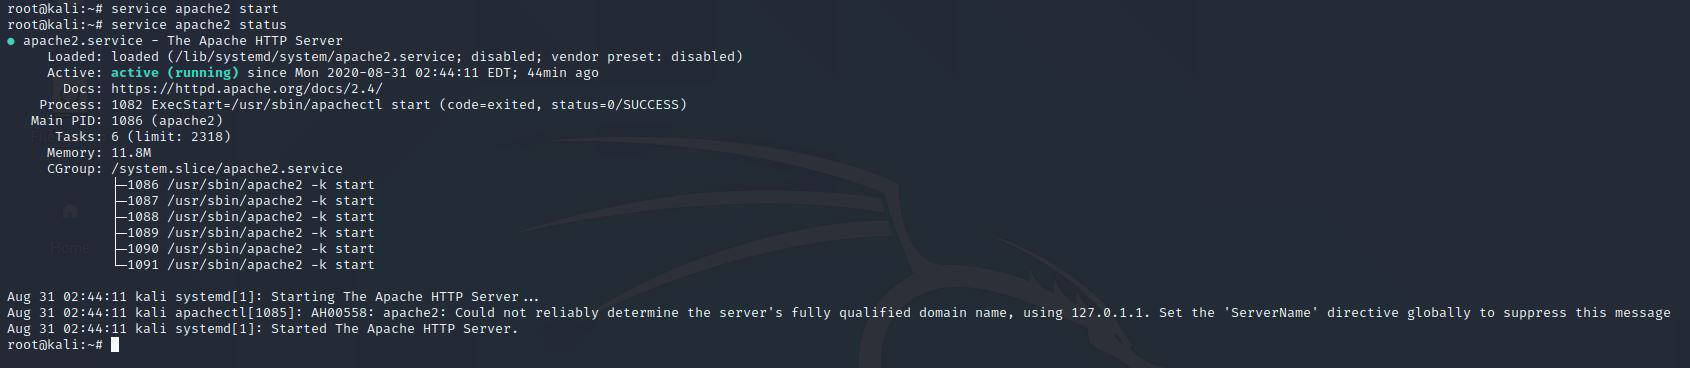 root@kali:~# service apache2 start
root@kali:~# service apache2 status
● apache2.service - The Apache HTTP Server
     Loaded: loaded (/lib/systemd/system/apache2.service; disabled; vendor preset: disabled)
     Active: active (running) since Mon 2020-08-31 02:44:11 EDT; 44min ago
       Docs: https://httpd.apache.org/docs/2.4/
    Process: 1082 ExecStart=/usr/sbin/apachectl start (code=exited, status=0/SUCCESS)
   Main PID: 1086 (apache2)
      Tasks: 6 (limit: 2318)
     Memory: 11.8M
     CGroup: /system.slice/apache2.service
             ├─1086 /usr/sbin/apache2 -k start
             ├─1087 /usr/sbin/apache2 -k start
             ├─1088 /usr/sbin/apache2 -k start
             ├─1089 /usr/sbin/apache2 -k start
             ├─1090 /usr/sbin/apache2 -k start
             └─1091 /usr/sbin/apache2 -k start
Home
Aug 31 02:44:11 kali systemd[1]: Starting The Apache HTTP Server...
Aug 31 02:44:11 kali apachectl[1085]: AH00558: apache2: Could not reliably determine the server's fully qualified domain name, using 127.0.1.1. Set the 'ServerName' directive globally to suppress this message
Aug 31 02:44:11 kali systemd[1]: Started The Apache HTTP Server.
root@kali:~#